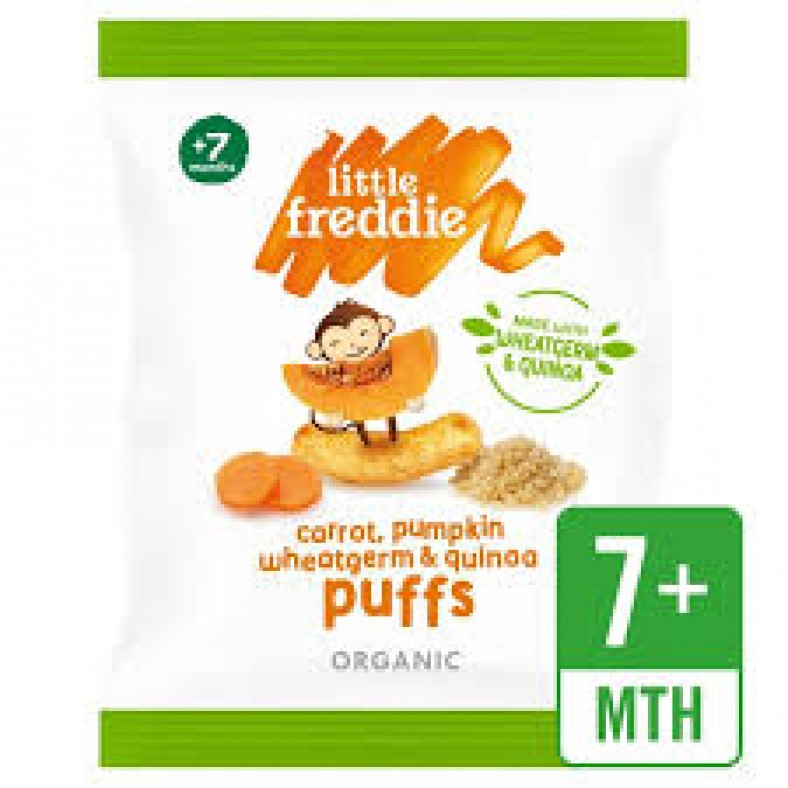 +7
months
little
freddie
MADE WITH
WHEATGERM
& QUINOA
carrot, pumpkin
wheatgerm & quinoa
puffs
ORGANIC
7+
MTH